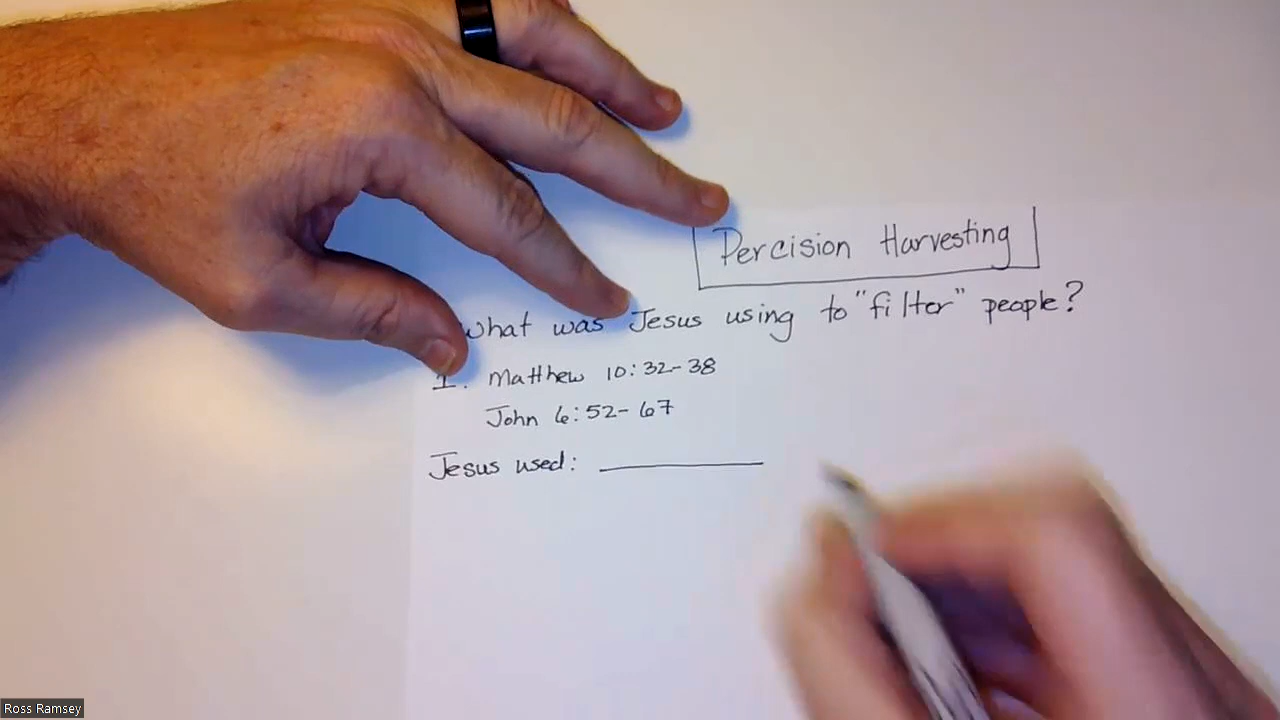 Percision Harvesting
What was Jesus using to "filter" people?
1. Matthew 10:32-38
John 6:52-67
Jesus used:
Ross Ramsey